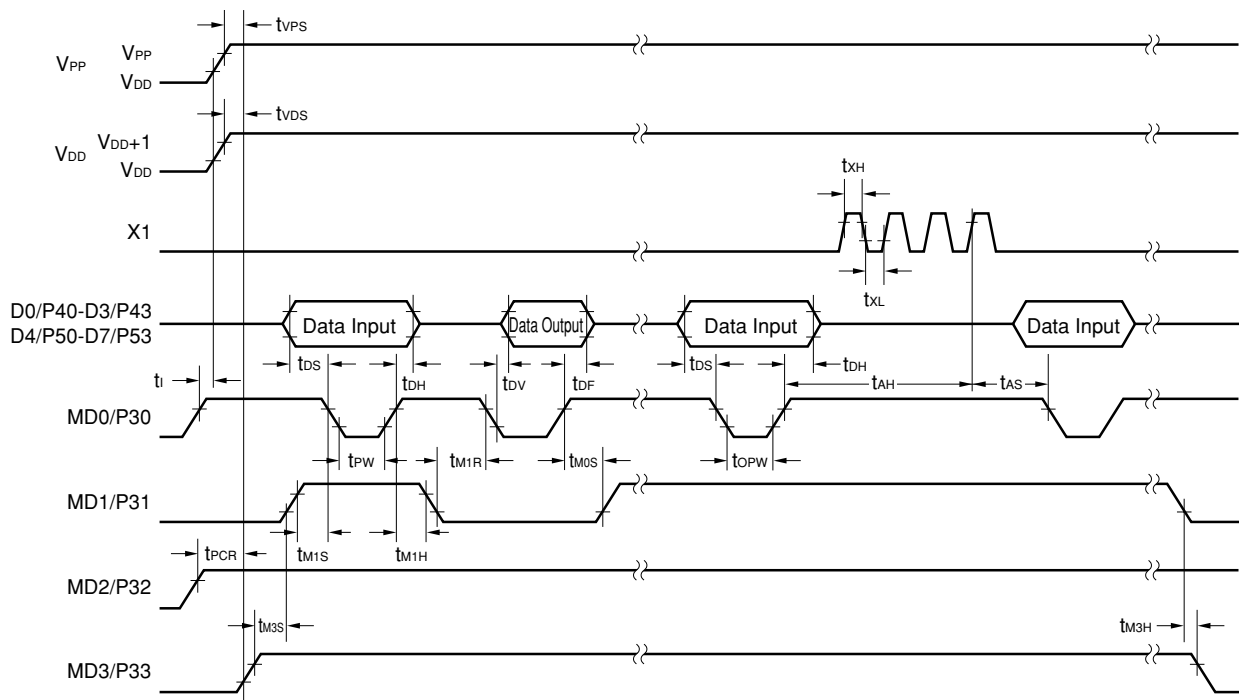 tVPS
VPP
VPP
VDD
tVDS
VDD
VDD+1
VDD
tXH
X1
tXL
D0/P40-D3/P43
D4/P50-D7/P53
Data Input
Data Output
Data Input
Data Input
tDS
tDH
tDV
tDF
tDS
tDH
tI
tAH
tAS
MD0/P30
tPW
tM1R
tM0S
tOPW
MD1/P31
tM1S
tM1H
tPCR
MD2/P32
tM3S
tM3H
MD3/P33